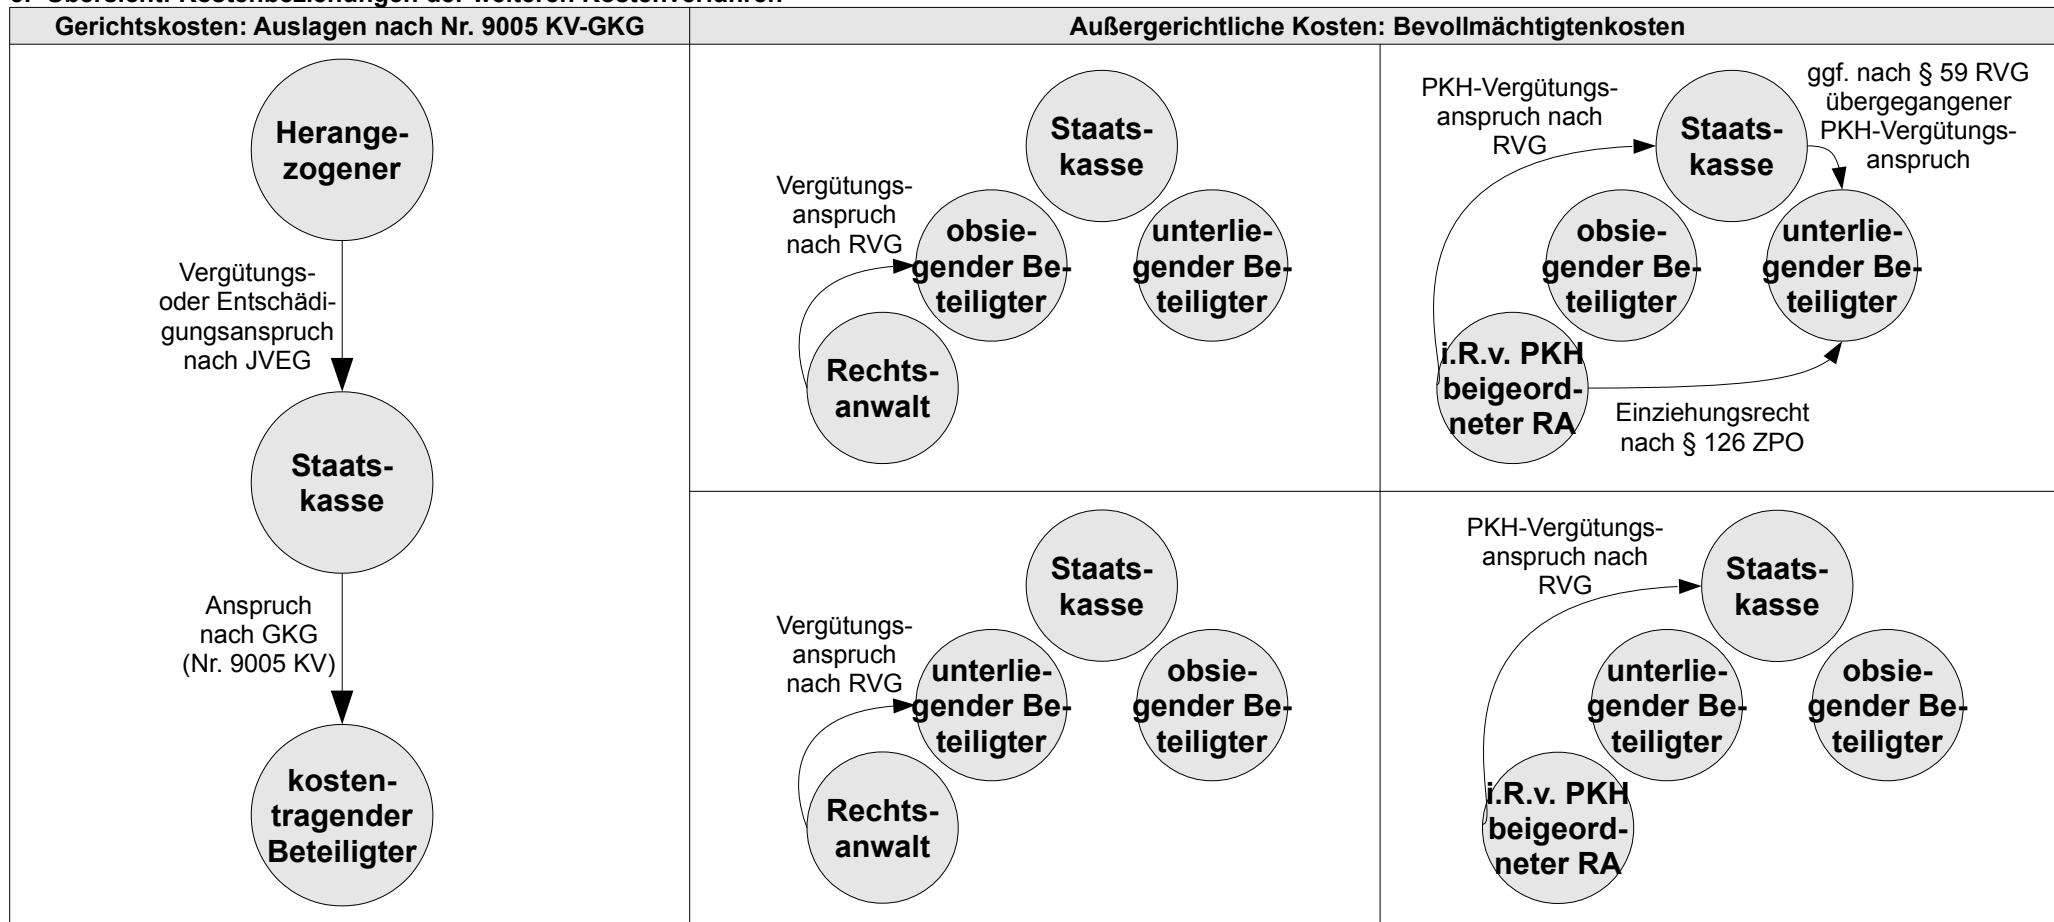 Übersicht: Kostenbeziehungen der weiteren Kostenverfahren
Gerichtskosten: Auslagen nach Nr. 9005 KV-GKG
Außergerichtliche Kosten: Bevollmächtigtenkosten
Herange-
zogener
Vergütungs-
oder Entschädi-
gungsanspruch
nach JVEG
Staats-
kasse
Anspruch
nach GKG
(Nr. 9005 KV)
kosten-
tragender
Beteiligter
Staats-
kasse
Vergütungs-
anspruch
nach RVG
obsie-
gender Be-
teiligter
unterlie-
gender Be-
teiligter
Rechts-
anwalt
PKH-Vergütungs-
anspruch nach
RVG
Staats-
kasse
ggf. nach § 59 RVG
übergegangener
PKH-Vergütungs-
anspruch
obsie-
gender Be-
teiligter
unterlie-
gender Be-
teiligter
i.R.v. PKH
beigeord-
neter RA
Einziehungsrecht
nach § 126 ZPO
Staats-
kasse
Vergütungs-
anspruch
nach RVG
unterlie-
gender Be-
teiligter
obsie-
gender Be-
teiligter
Rechts-
anwalt
PKH-Vergütungs-
anspruch nach
RVG
Staats-
kasse
unterlie-
gender Be-
teiligter
obsie-
gender Be-
teiligter
i.R.v. PKH
beigeord-
neter RA